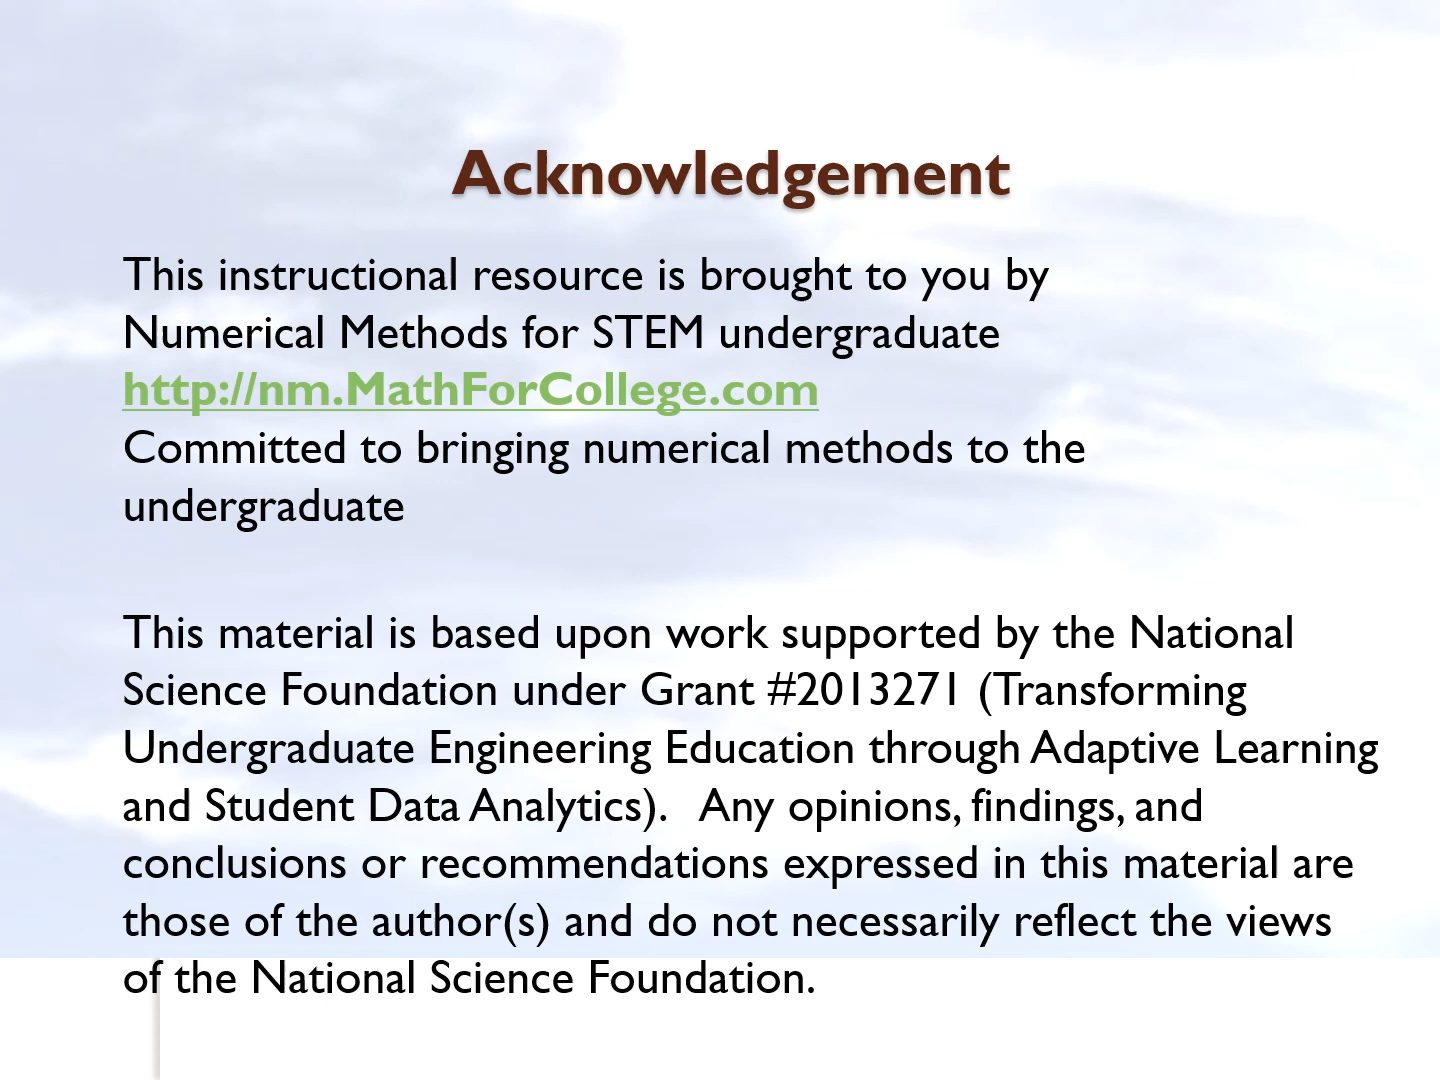 Acknowledgement
This instructional resource is brought to you by
Numerical Methods for STEM undergraduate
http://nm.MathForCollege.com
Committed to bringing numerical methods to the
undergraduate
This material is based upon work supported by the National
Science Foundation under Grant #2013271 (Transforming
Undergraduate Engineering Education through Adaptive Learning
and Student Data Analytics).   Any opinions, findings, and
conclusions or recommendations expressed in this material are
those of the author(s) and do not necessarily reflect the views
of the National Science Foundation.